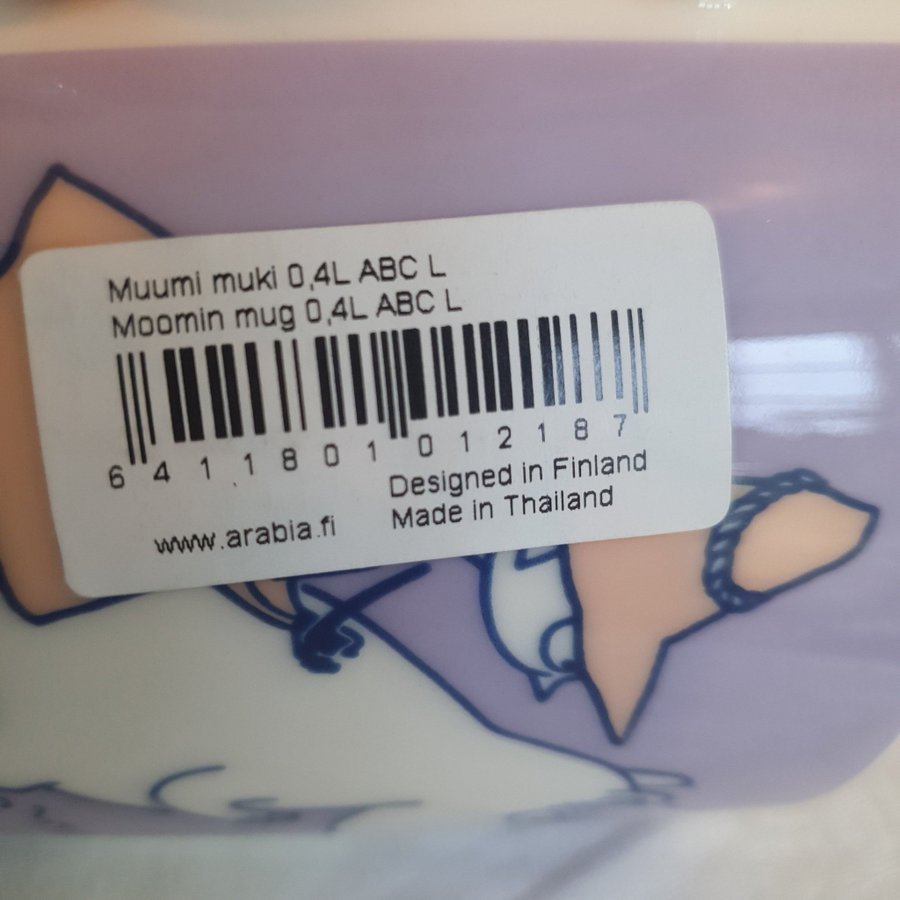 Muumi muki 0,4L ABC L
Moomin mug 0,4L ABC L
6 411801 012187
Designed in Finland
Made in Thailand
www.arabia.fi